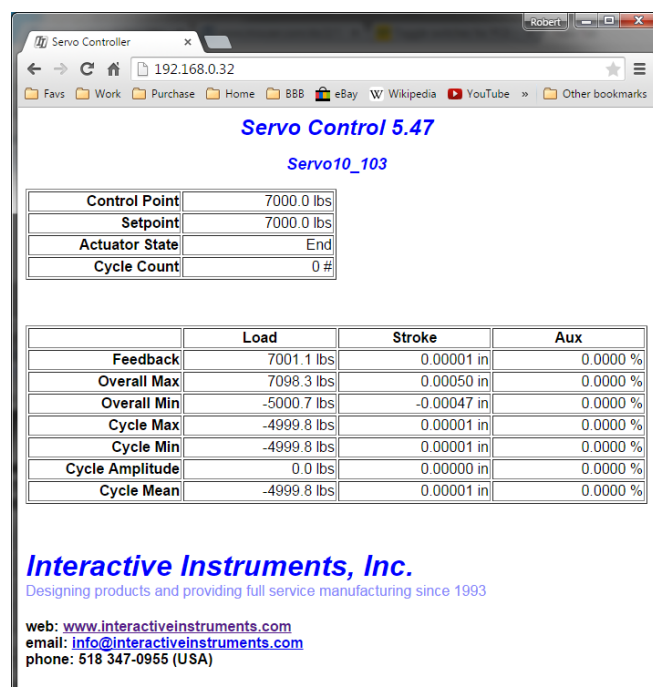 Robert
Servo Controller
192.168.0.32
Favs Work Purchase Home BBB eBay W Wikipedia YouTube » Other bookmarks
Servo Control 5.47
Servo10_103
Control Point 7000.0 lbs
Setpoint 7000.0 lbs
Actuator State End
Cycle Count 0 #
Load Stroke Aux
Feedback 7001.1 lbs 0.00001 in 0.0000 %
Overall Max 7098.3 lbs 0.00050 in 0.0000 %
Overall Min -5000.7 lbs -0.00047 in 0.0000 %
Cycle Max -4999.8 lbs 0.00001 in 0.0000 %
Cycle Min -4999.8 lbs 0.00001 in 0.0000 %
Cycle Amplitude 0.0 lbs 0.00000 in 0.0000 %
Cycle Mean -4999.8 lbs 0.00001 in 0.0000 %
Interactive Instruments, Inc.
Designing products and providing full service manufacturing since 1993
web: www.interactiveinstruments.com
email: info@interactiveinstruments.com
phone: 518 347-0955 (USA)